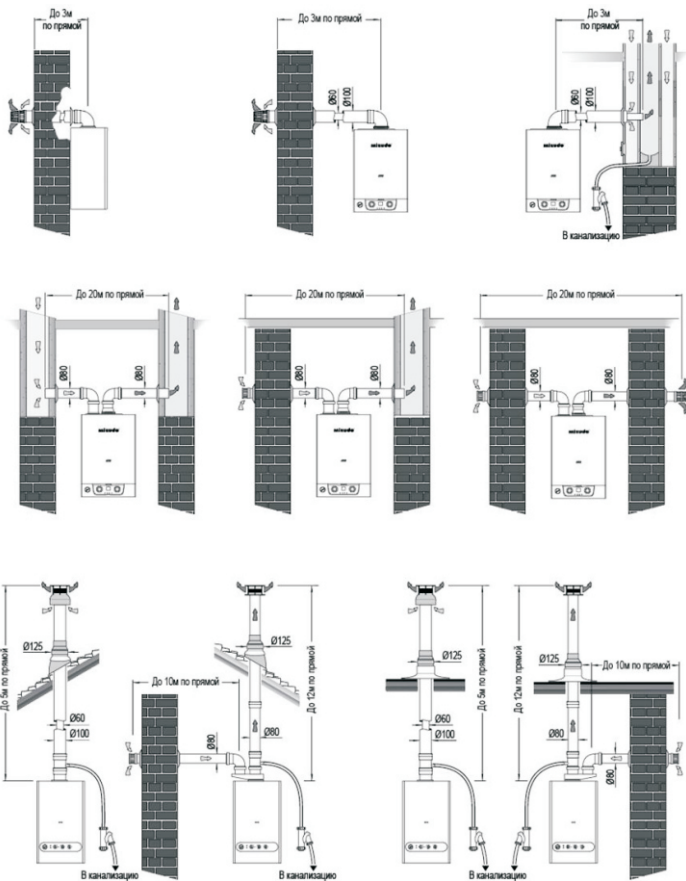 До 3м
по прямой
До 3м по прямой
Ø60
Ø100
До 3м
по прямой
Ø60
Ø100
В канализацию
До 20м по прямой
Ø80
Ø80
До 20м по прямой
Ø80
Ø80
До 20м по прямой
Ø80
Ø80
До 5м по прямой
Ø125
Ø60
Ø100
В канализацию
До 10м по прямой
Ø80
Ø125
Ø80
До 12м по прямой
В канализацию
Ø125
Ø60
Ø100
До 5м по прямой
В канализацию
До 12м по прямой
Ø125
До 10м по прямой
Ø80
Ø80
В канализацию